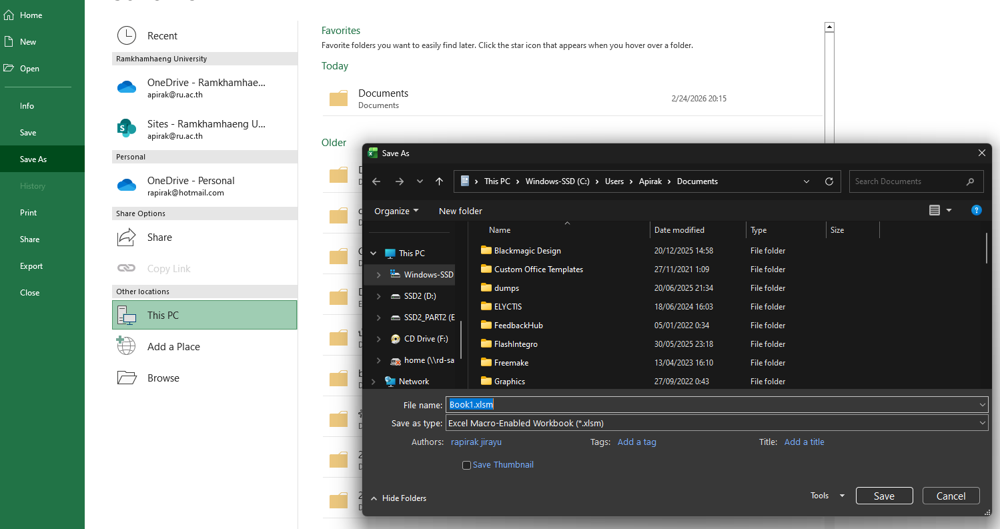 Home
New
Open
Info
Save
Save As
History
Print
Share
Export
Close
Recent
Ramkhamhaeng University
OneDrive - Ramkhamhae...
apirak@ru.ac.th
Sites - Ramkhamhaeng U...
apirak@ru.ac.th
Personal
OneDrive - Personal
rapirak@hotmail.com
Share Options
Share
Copy Link
Other locations
This PC
Add a Place
Browse
Favorites
Favorite folders you want to easily find later. Click the star icon that appears when you hover over a folder.
Today
Documents
Documents
2/24/2026 20:15
Older
Save As
This PC › Windows-SSD (C:) › Users › Apirak › Documents
Search Documents
Organize
New folder
This PC
Windows-SSD
SSD2 (D:)
SSD2_PART2 (E
CD Drive (F:)
home (\\rd-sa
Network
Name Date modified Type Size
Blackmagic Design 20/12/2025 14:58 File folder
Custom Office Templates 27/11/2021 1:09 File folder
dumps 20/06/2025 21:34 File folder
ELYCTIS 18/06/2024 16:03 File folder
FeedbackHub 05/01/2022 0:34 File folder
FlashIntegro 30/05/2025 23:18 File folder
Freemake 13/04/2023 16:10 File folder
Graphics 27/09/2022 0:43 File folder
File name: Book1.xlsm
Save as type: Excel Macro-Enabled Workbook (*.xlsm)
Authors: rapirak jirayu Tags: Add a tag Title: Add a title
Save Thumbnail
Hide Folders
Tools
Save
Cancel